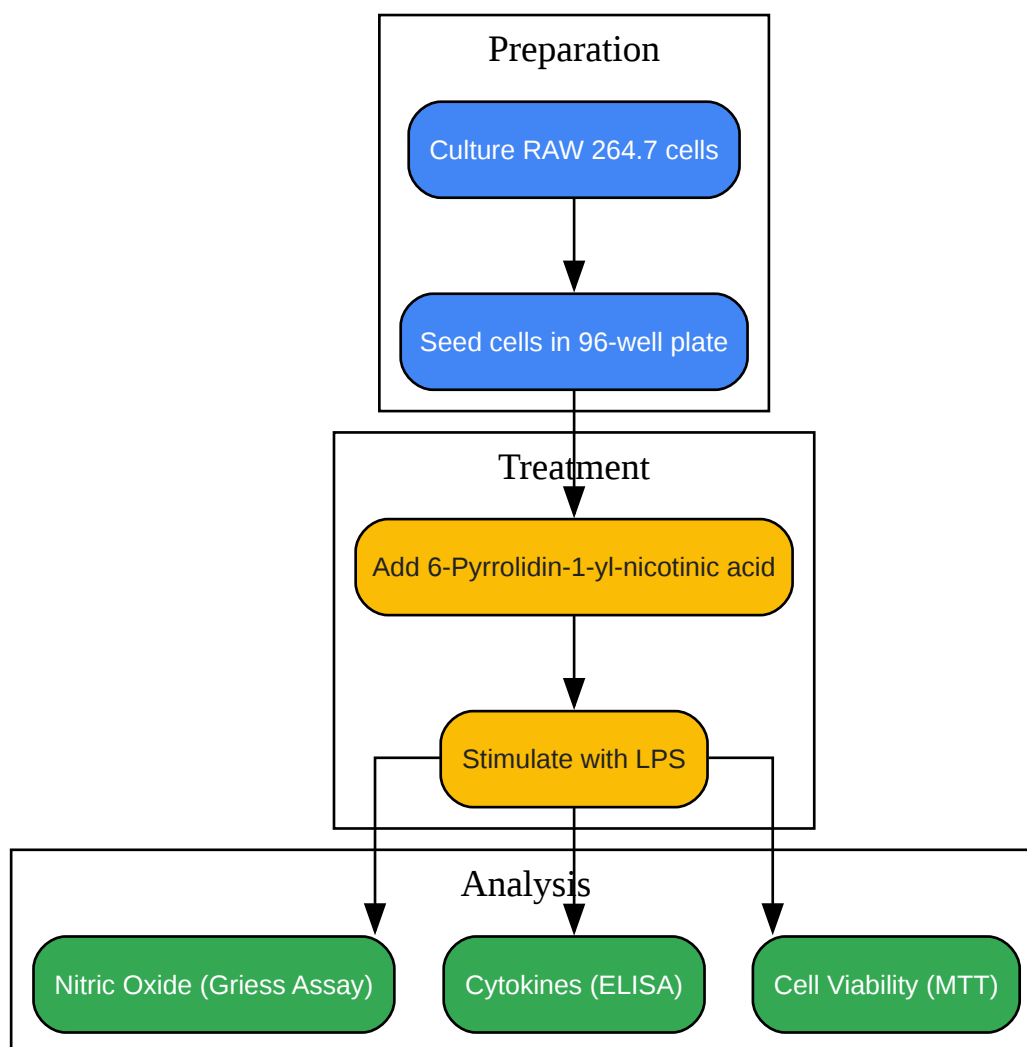 Preparation
Culture RAW 264.7 cells
Seed cells in 96-well plate
Treatment
Add 6-Pyrrolidin-1-yl-nicotinic acid
Stimulate with LPS
Analysis
Nitric Oxide (Griess Assay)
Cytokines (ELISA)
Cell Viability (MTT)